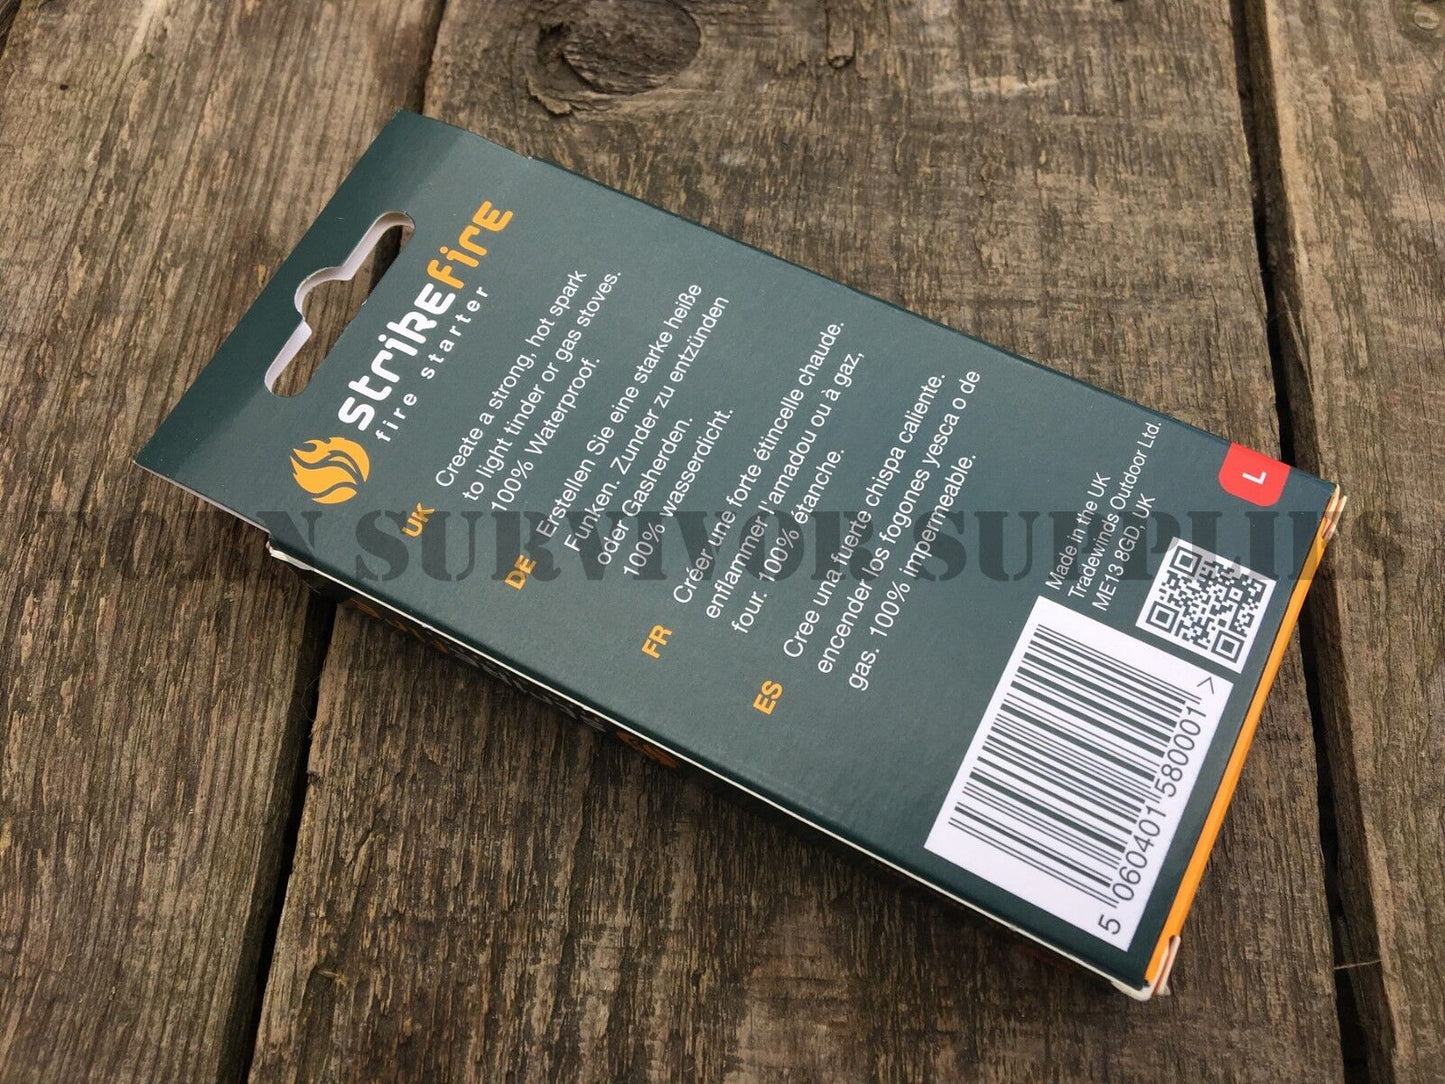 strikEfirE
fire starter
UK
Create a strong, hot spark
to light tinder or gas stoves.
100% Waterproof.
DE
Erstellen Sie eine starke heiße
Funken. Zunder zu entzünden
oder Gasherden.
100% wasserdicht.
FR
Créer une forte étincelle chaude.
enflammer l'amadou ou à gaz,
four. 100% étanche.
ES
Cree una fuerte chispa caliente.
encender los fogones yesca o de
gas. 100% impermeable.
Made in the UK
Tradewinds Outdoor Ltd.
ME13 8GD, UK
L
5 060401 580001 >
SURVIVOR SUPPLIES